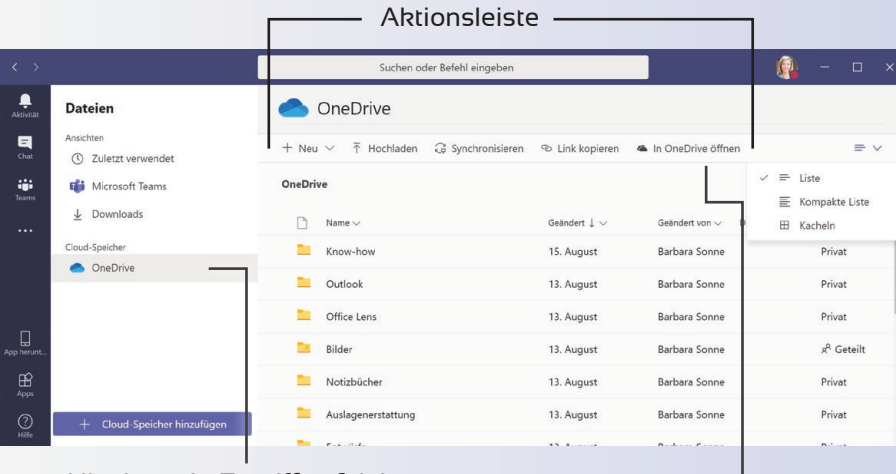 Aktionsleiste
Suchen oder Befehl eingeben
Aktivität
Chat
Teams
App herunt...
Apps
Hilfe
Dateien
Ansichten
Zuletzt verwendet
Microsoft Teams
Downloads
Cloud-Speicher
OneDrive
+ Cloud-Speicher hinzufügen
OneDrive
+ Neu Hochladen Synchronisieren Link kopieren In OneDrive öffnen
Liste
Kompakte Liste
Kacheln
OneDrive
Name Geändert ↓ Geändert von
Know-how 15. August Barbara Sonne Privat
Outlook 13. August Barbara Sonne Privat
Office Lens 13. August Barbara Sonne Privat
Bilder 13. August Barbara Sonne Geteilt
Notizbücher 13. August Barbara Sonne Privat
Auslagenerstattung 13. August Barbara Sonne Privat